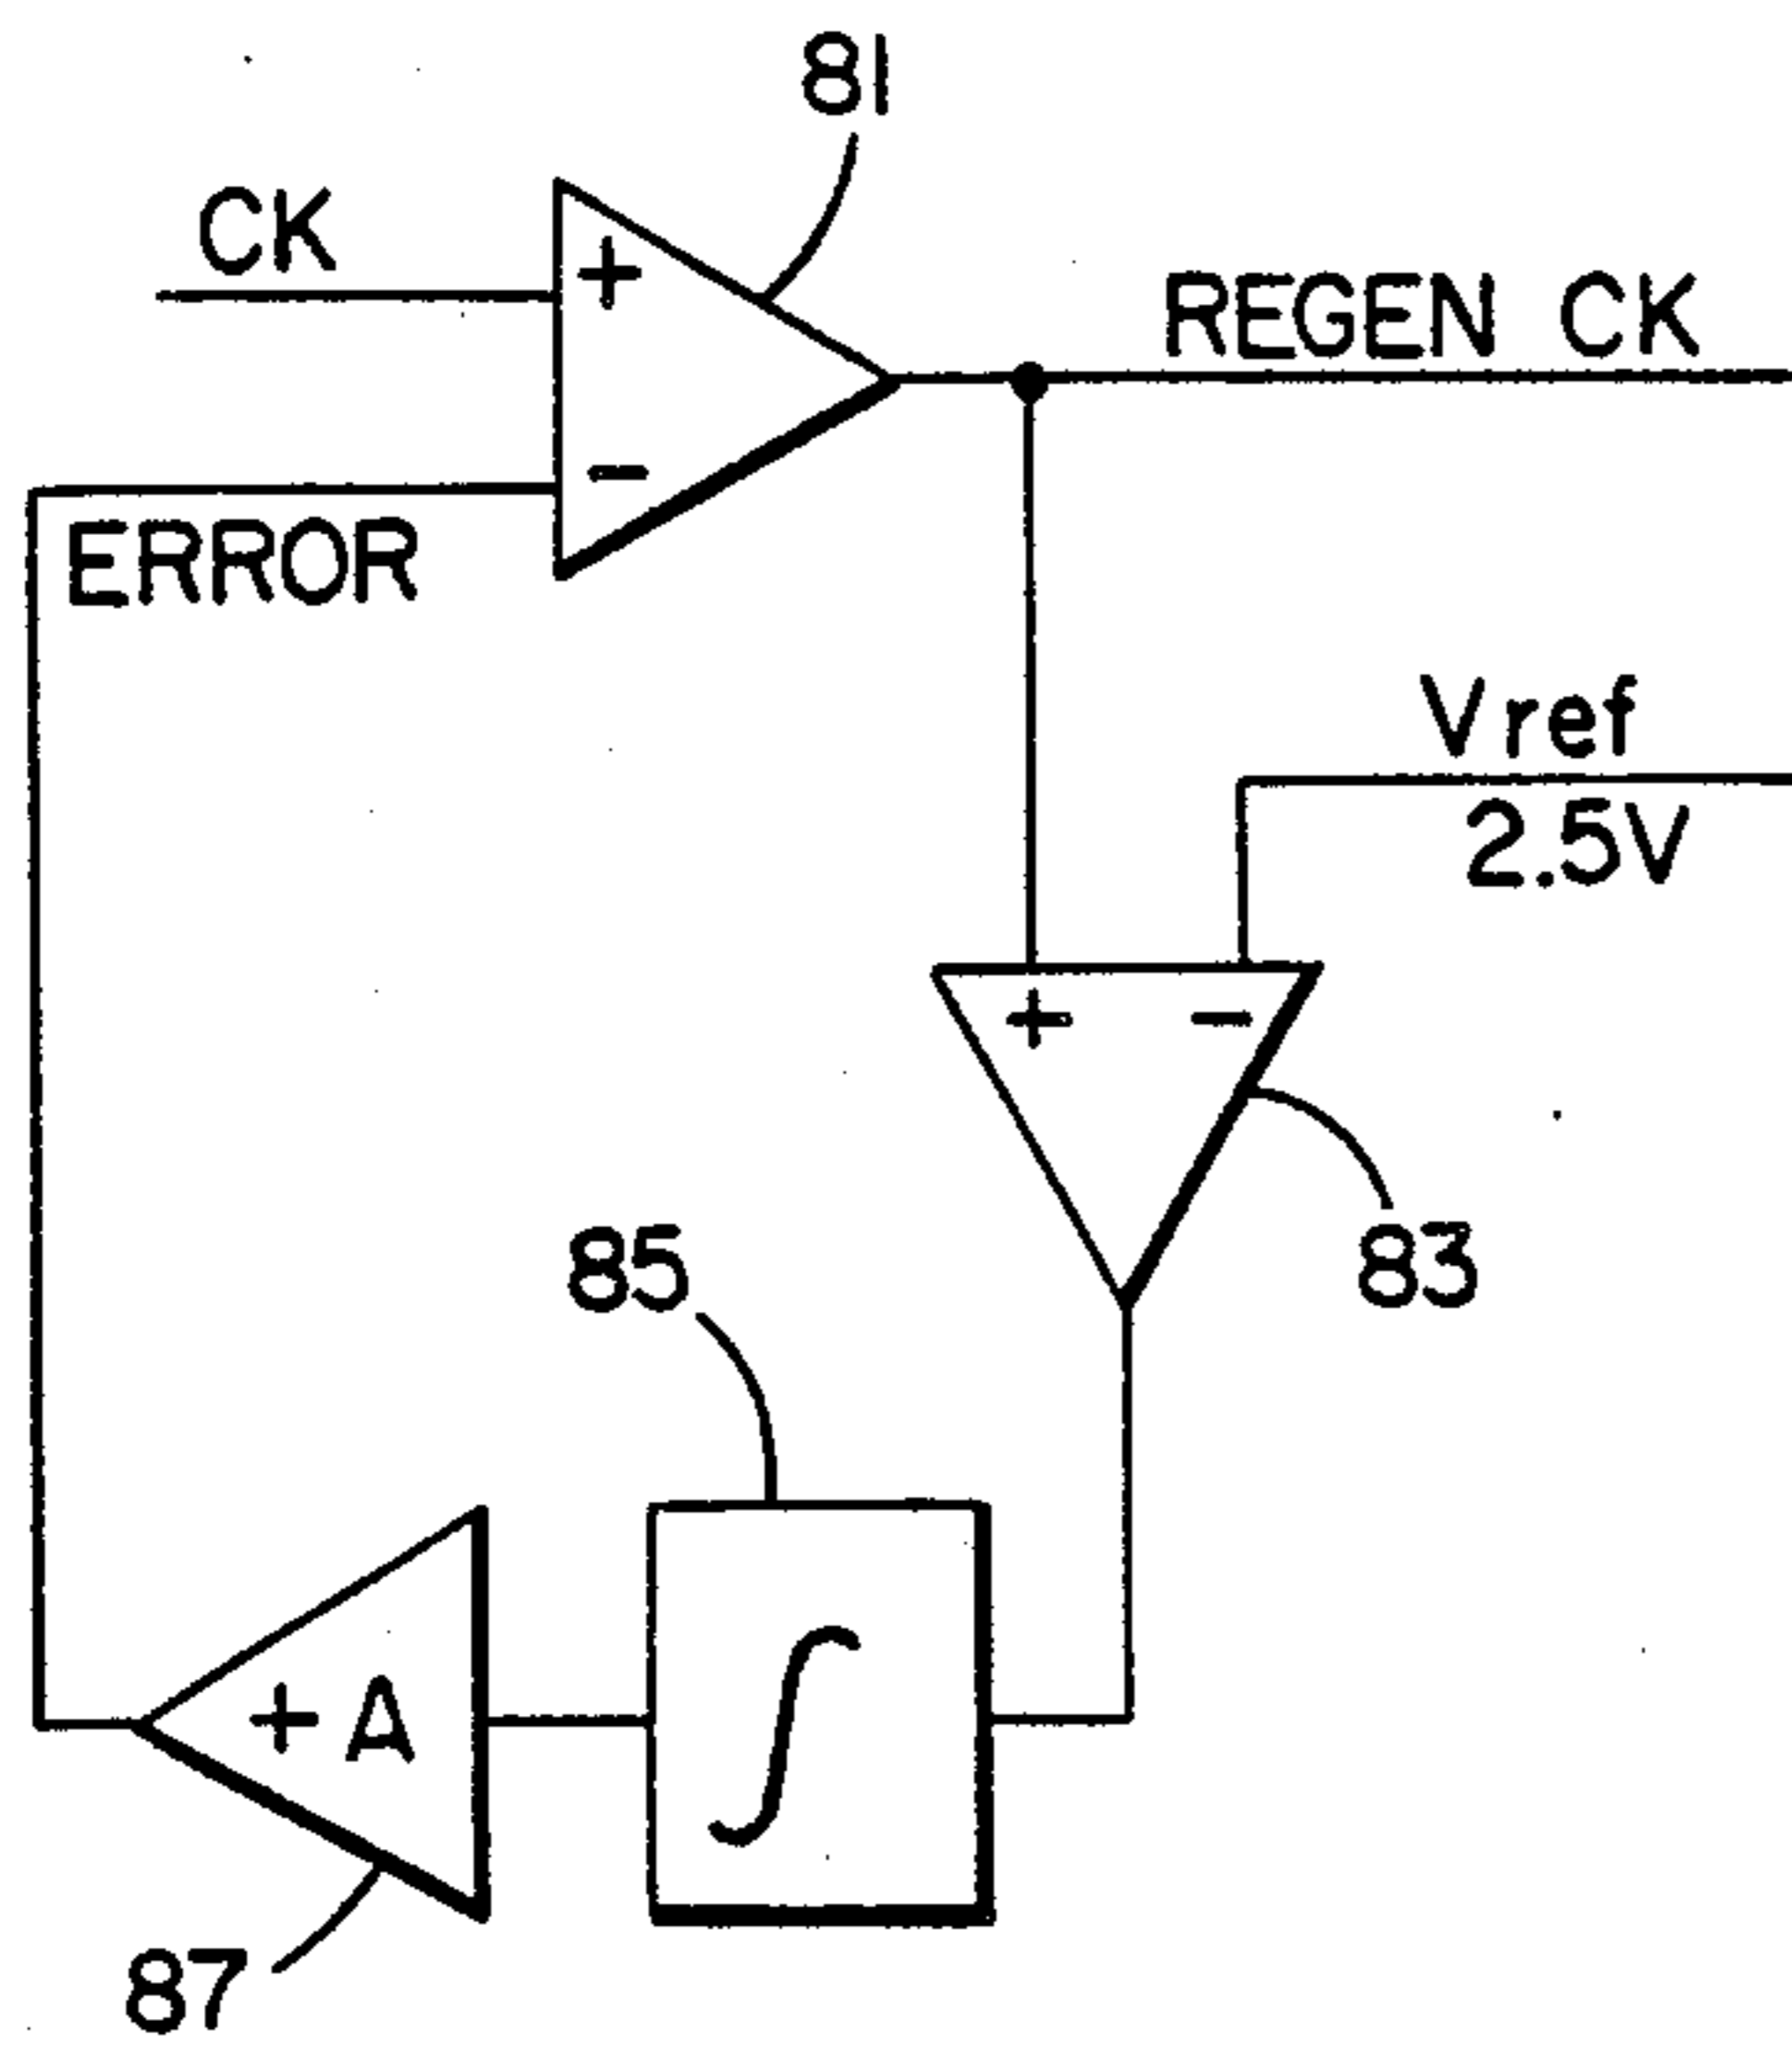 81
CK
+
REGEN CK
-
ERROR
Vref
2.5V
+ -
85
83
+A
∫
87